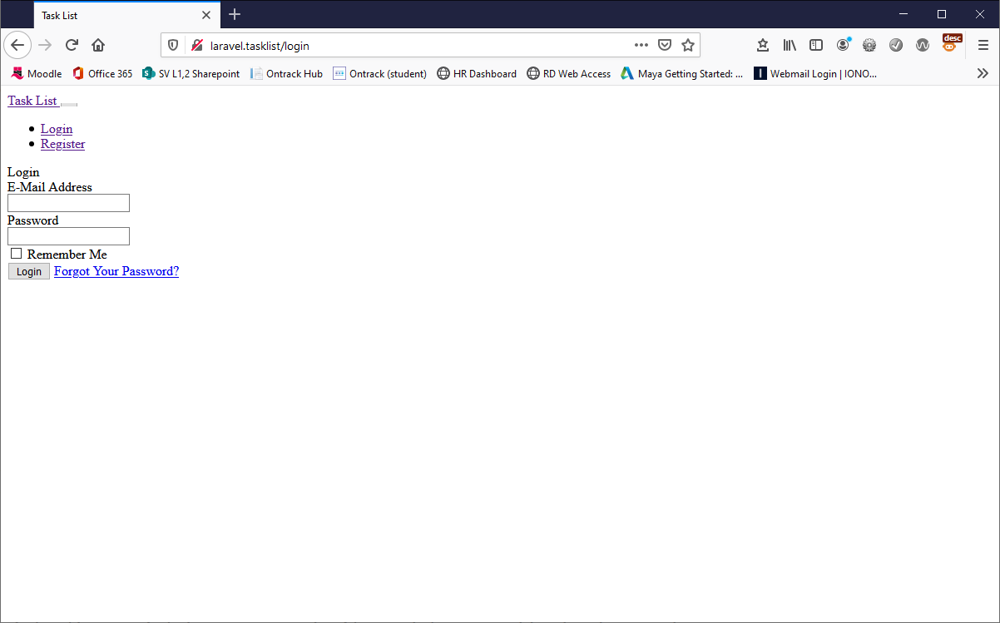 Task List
laravel.tasklist/login
desc
Moodle Office 365 SV L1,2 Sharepoint Ontrack Hub Ontrack (student) HR Dashboard RD Web Access Maya Getting Started: ... Webmail Login | IONO...
Task List
Login
Register
Login
E-Mail Address
Password
Remember Me
Login Forgot Your Password?